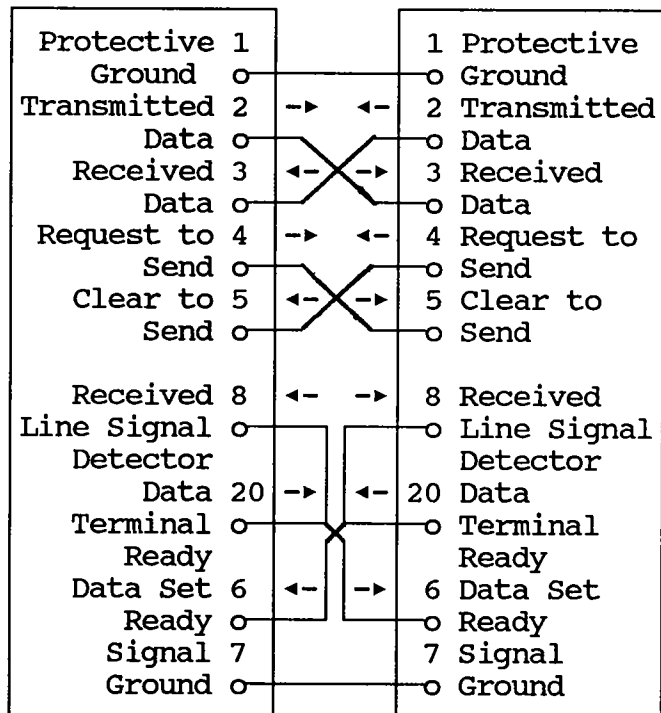 Protective 1 1 Protective
Ground Ground
Transmitted 2 2 Transmitted
Data Data
Received 3 3 Received
Data Data
Request to 4 4 Request to
Send Send
Clear to 5 5 Clear to
Send Send
Received 8 8 Received
Line Signal Line Signal
Detector Detector
Data 20 20 Data
Terminal Terminal
Ready Ready
Data Set 6 6 Data Set
Ready Ready
Signal 7 7 Signal
Ground Ground